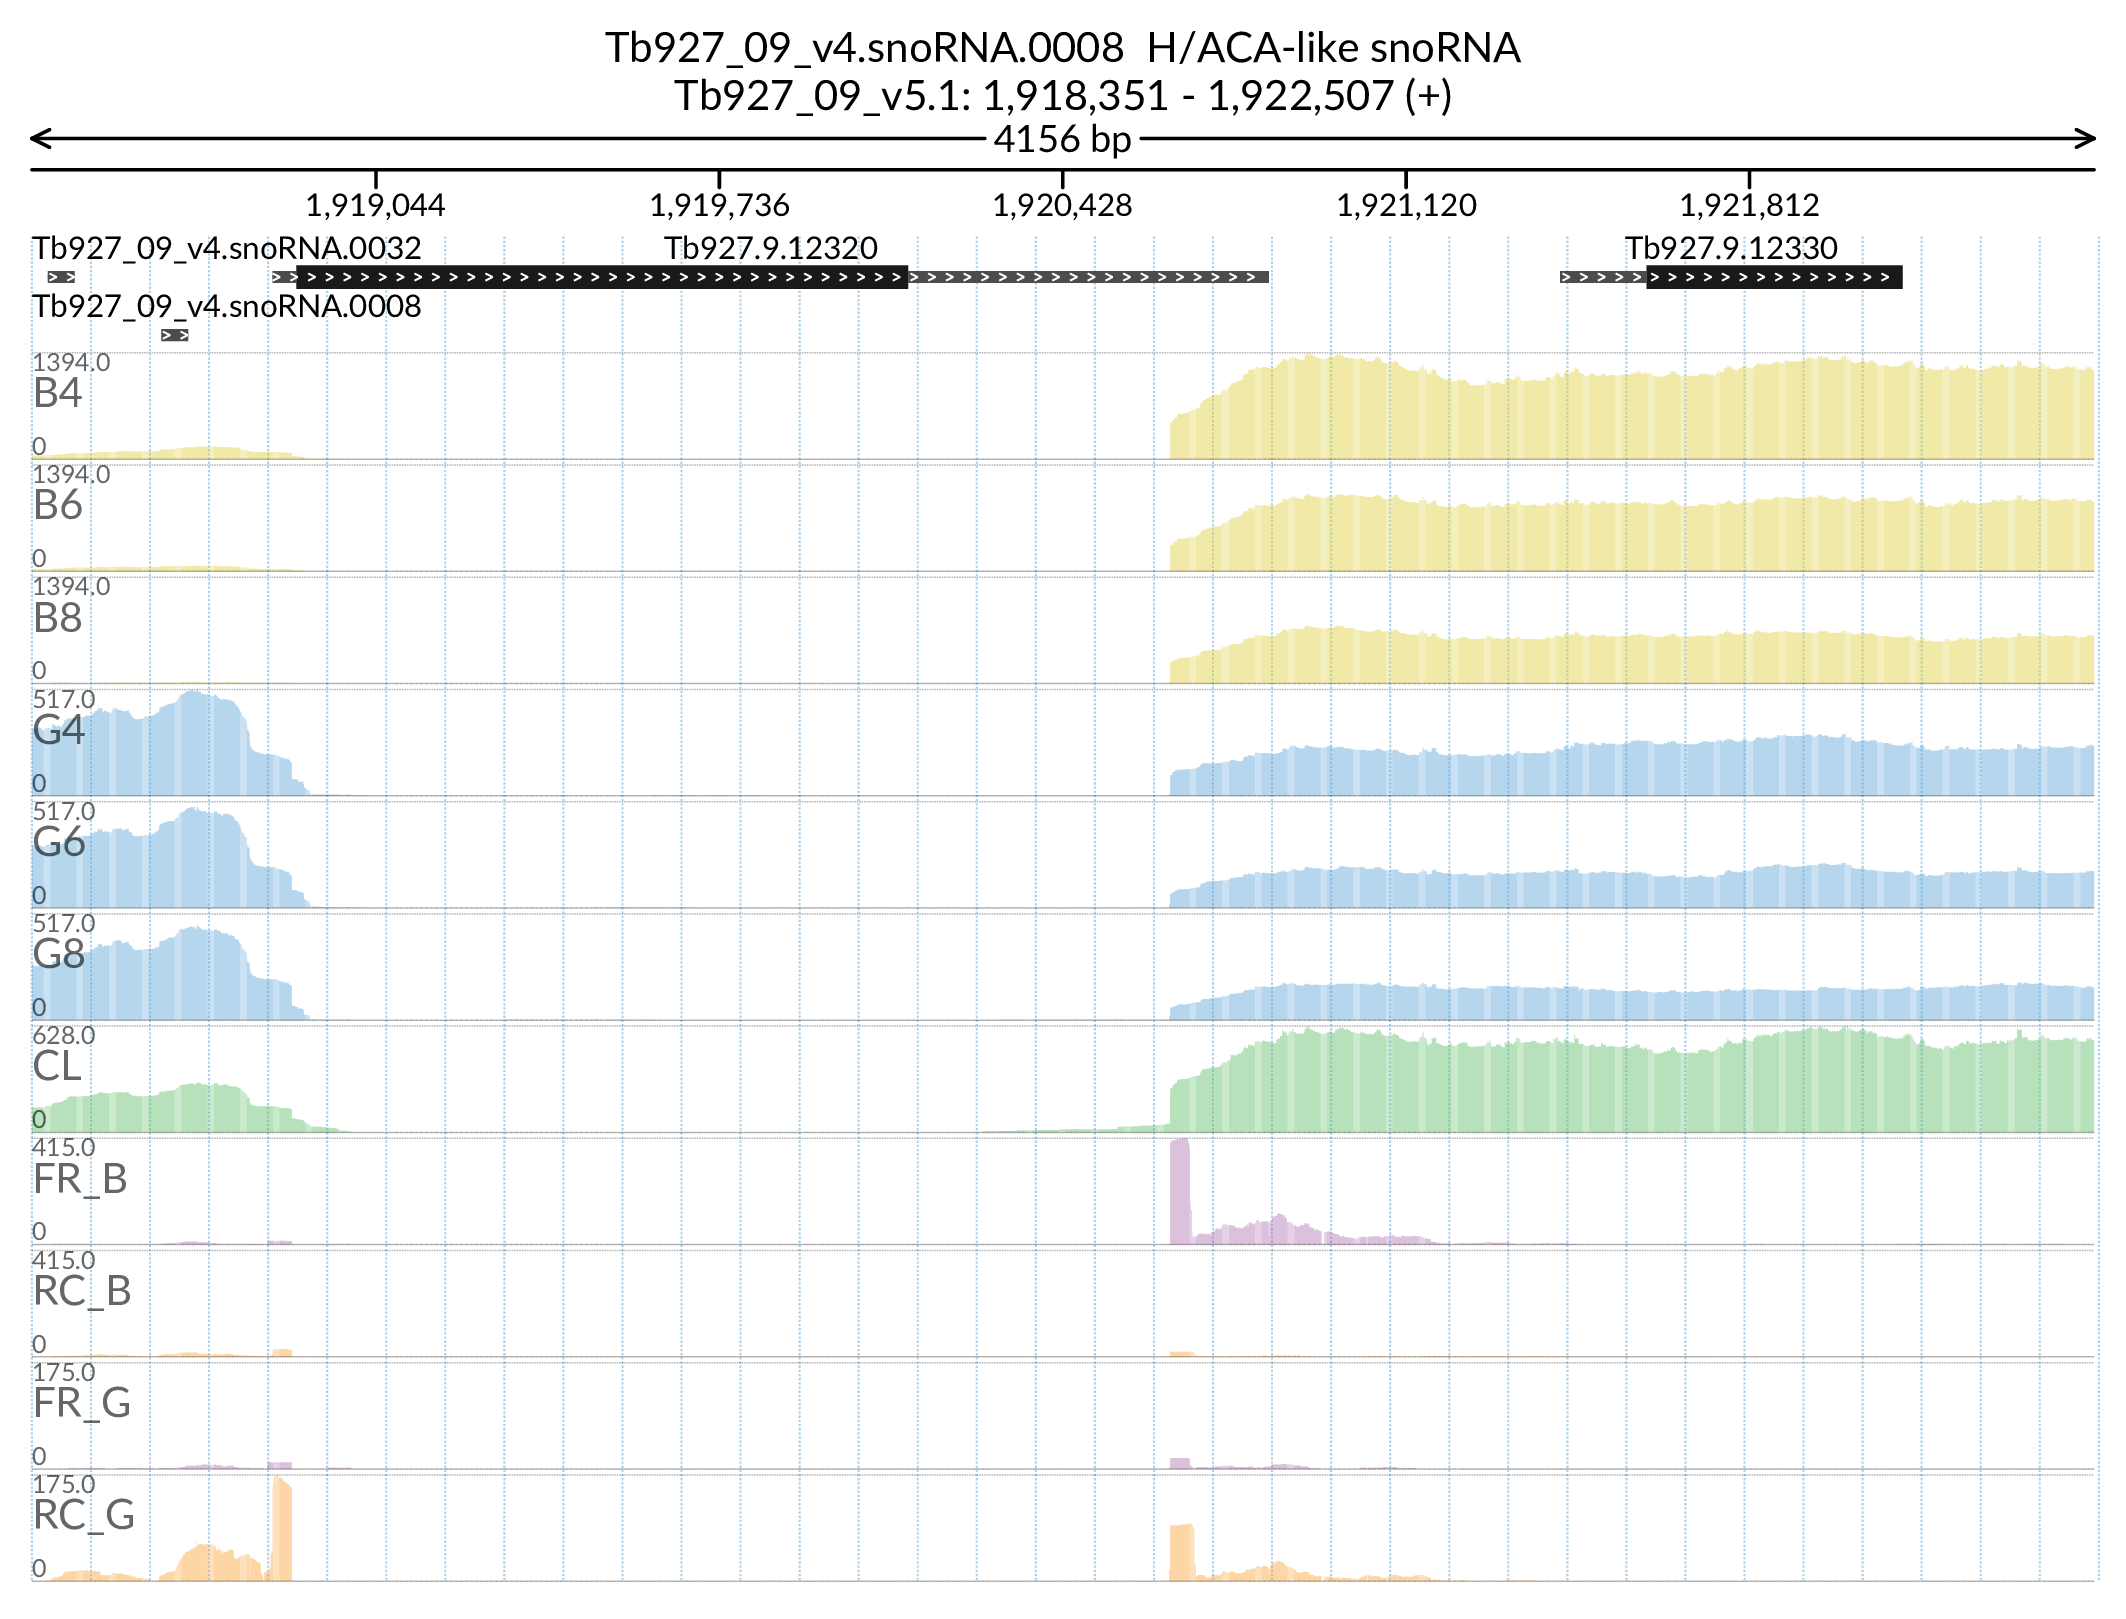 Tb927_09_v4.snoRNA.0008 H/ACA-like snoRNA
Tb927_09_v5.1: 1,918,351 - 1,922,507 (+)
4156 bp
1,919,044 1,919,736 1,920,428 1,921,120 1,921,812
Tb927_09_v4.snoRNA.0032 Tb927.9.12320 Tb927.9.12330
Tb927_09_v4.snoRNA.0008
1394.0
B4
0
1394.0
B6
0
1394.0
B8
0
517.0
G4
0
517.0
G6
0
517.0
G8
0
628.0
CL
0
415.0
FR_B
0
415.0
RC_B
0
175.0
FR_G
0
175.0
RC_G
0